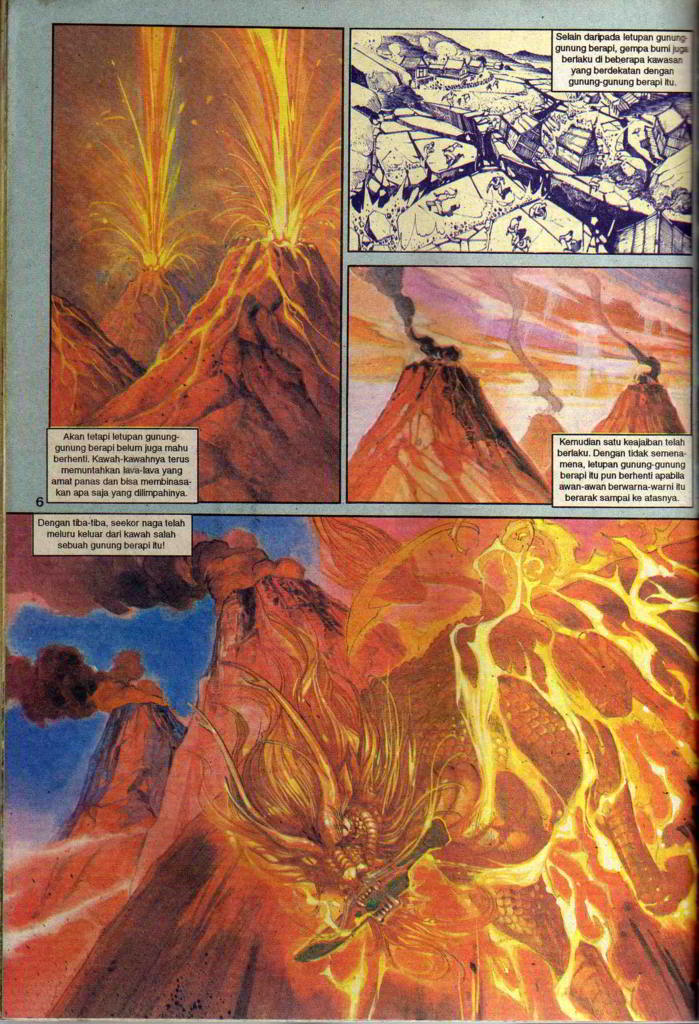 Akan tetapi letupan gunung-
gunung berapi belum juga mahu
berhenti. Kawah-kawahnya terus
memuntahkan lava-lava yang
amat panas dan bisa membinasa-
kan apa saja yang dilimpahinya.
Selain daripada letupan gunung-
gunung berapi, gempa bumi juga
berlaku di beberapa kawasan
yang berdekatan dengan
gunung-gunung berapi itu.
Kemudian satu keajaiban telah
berlaku. Dengan tidak semena-
mena, letupan gunung-gunung
berapi itu pun berhenti apabila
awan-awan berwarna-warni itu
berarak sampai ke atasnya.
6
Dengan tiba-tiba, seekor naga telah
meluru keluar dari kawah salah
sebuah gunung berapi itu!